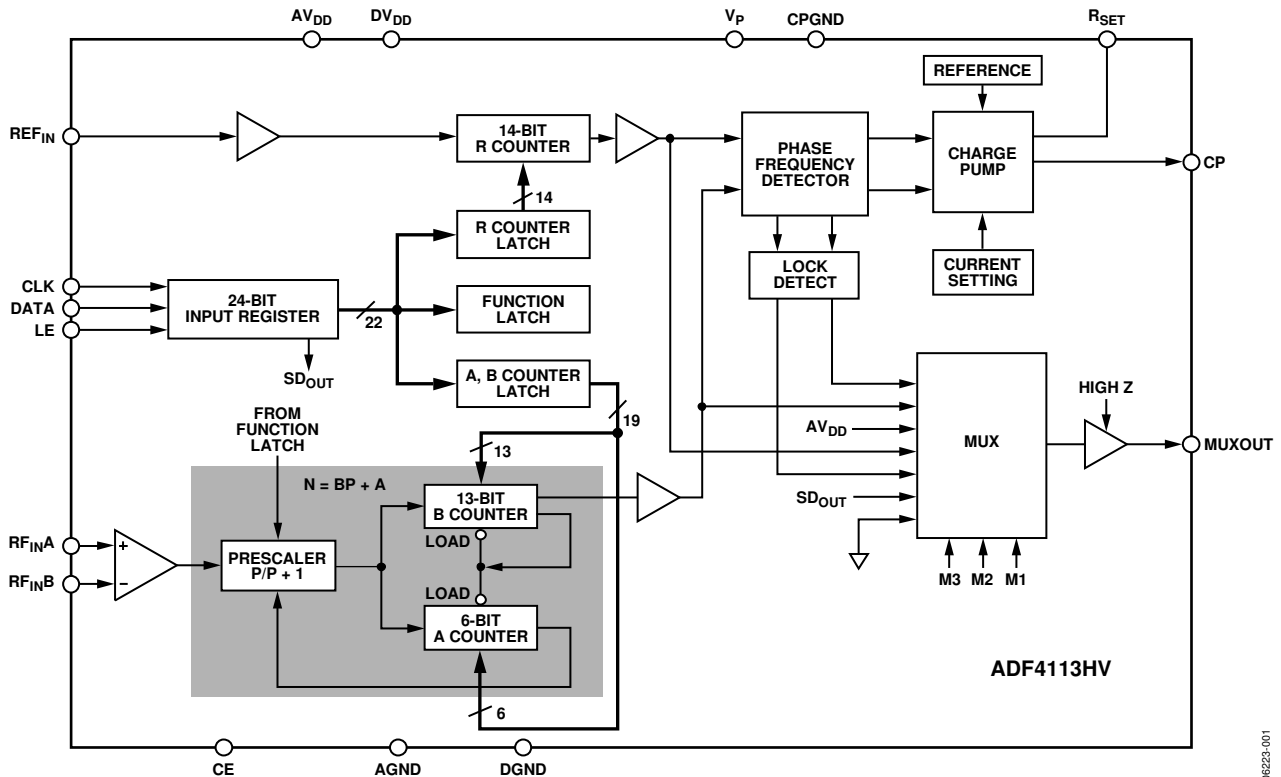 AVDD DVDD VP CPGND RSET
REFERENCE
REFIN
14-BIT
R COUNTER
PHASE
FREQUENCY
DETECTOR
CHARGE
PUMP
CP
14
R COUNTER
LATCH
LOCK
DETECT
CURRENT
SETTING
CLK
DATA
LE
24-BIT
INPUT REGISTER
22
FUNCTION
LATCH
SDOUT
A, B COUNTER
LATCH
19
FROM
FUNCTION
LATCH
13
N = BP + A
13-BIT
B COUNTER
LOAD
RFINA
RFINB
+
–
PRESCALER
P/P + 1
LOAD
6-BIT
A COUNTER
6
AVDD
SDOUT
MUX
HIGH Z
MUXOUT
M3 M2 M1
ADF4113HV
CE AGND DGND
06223-001